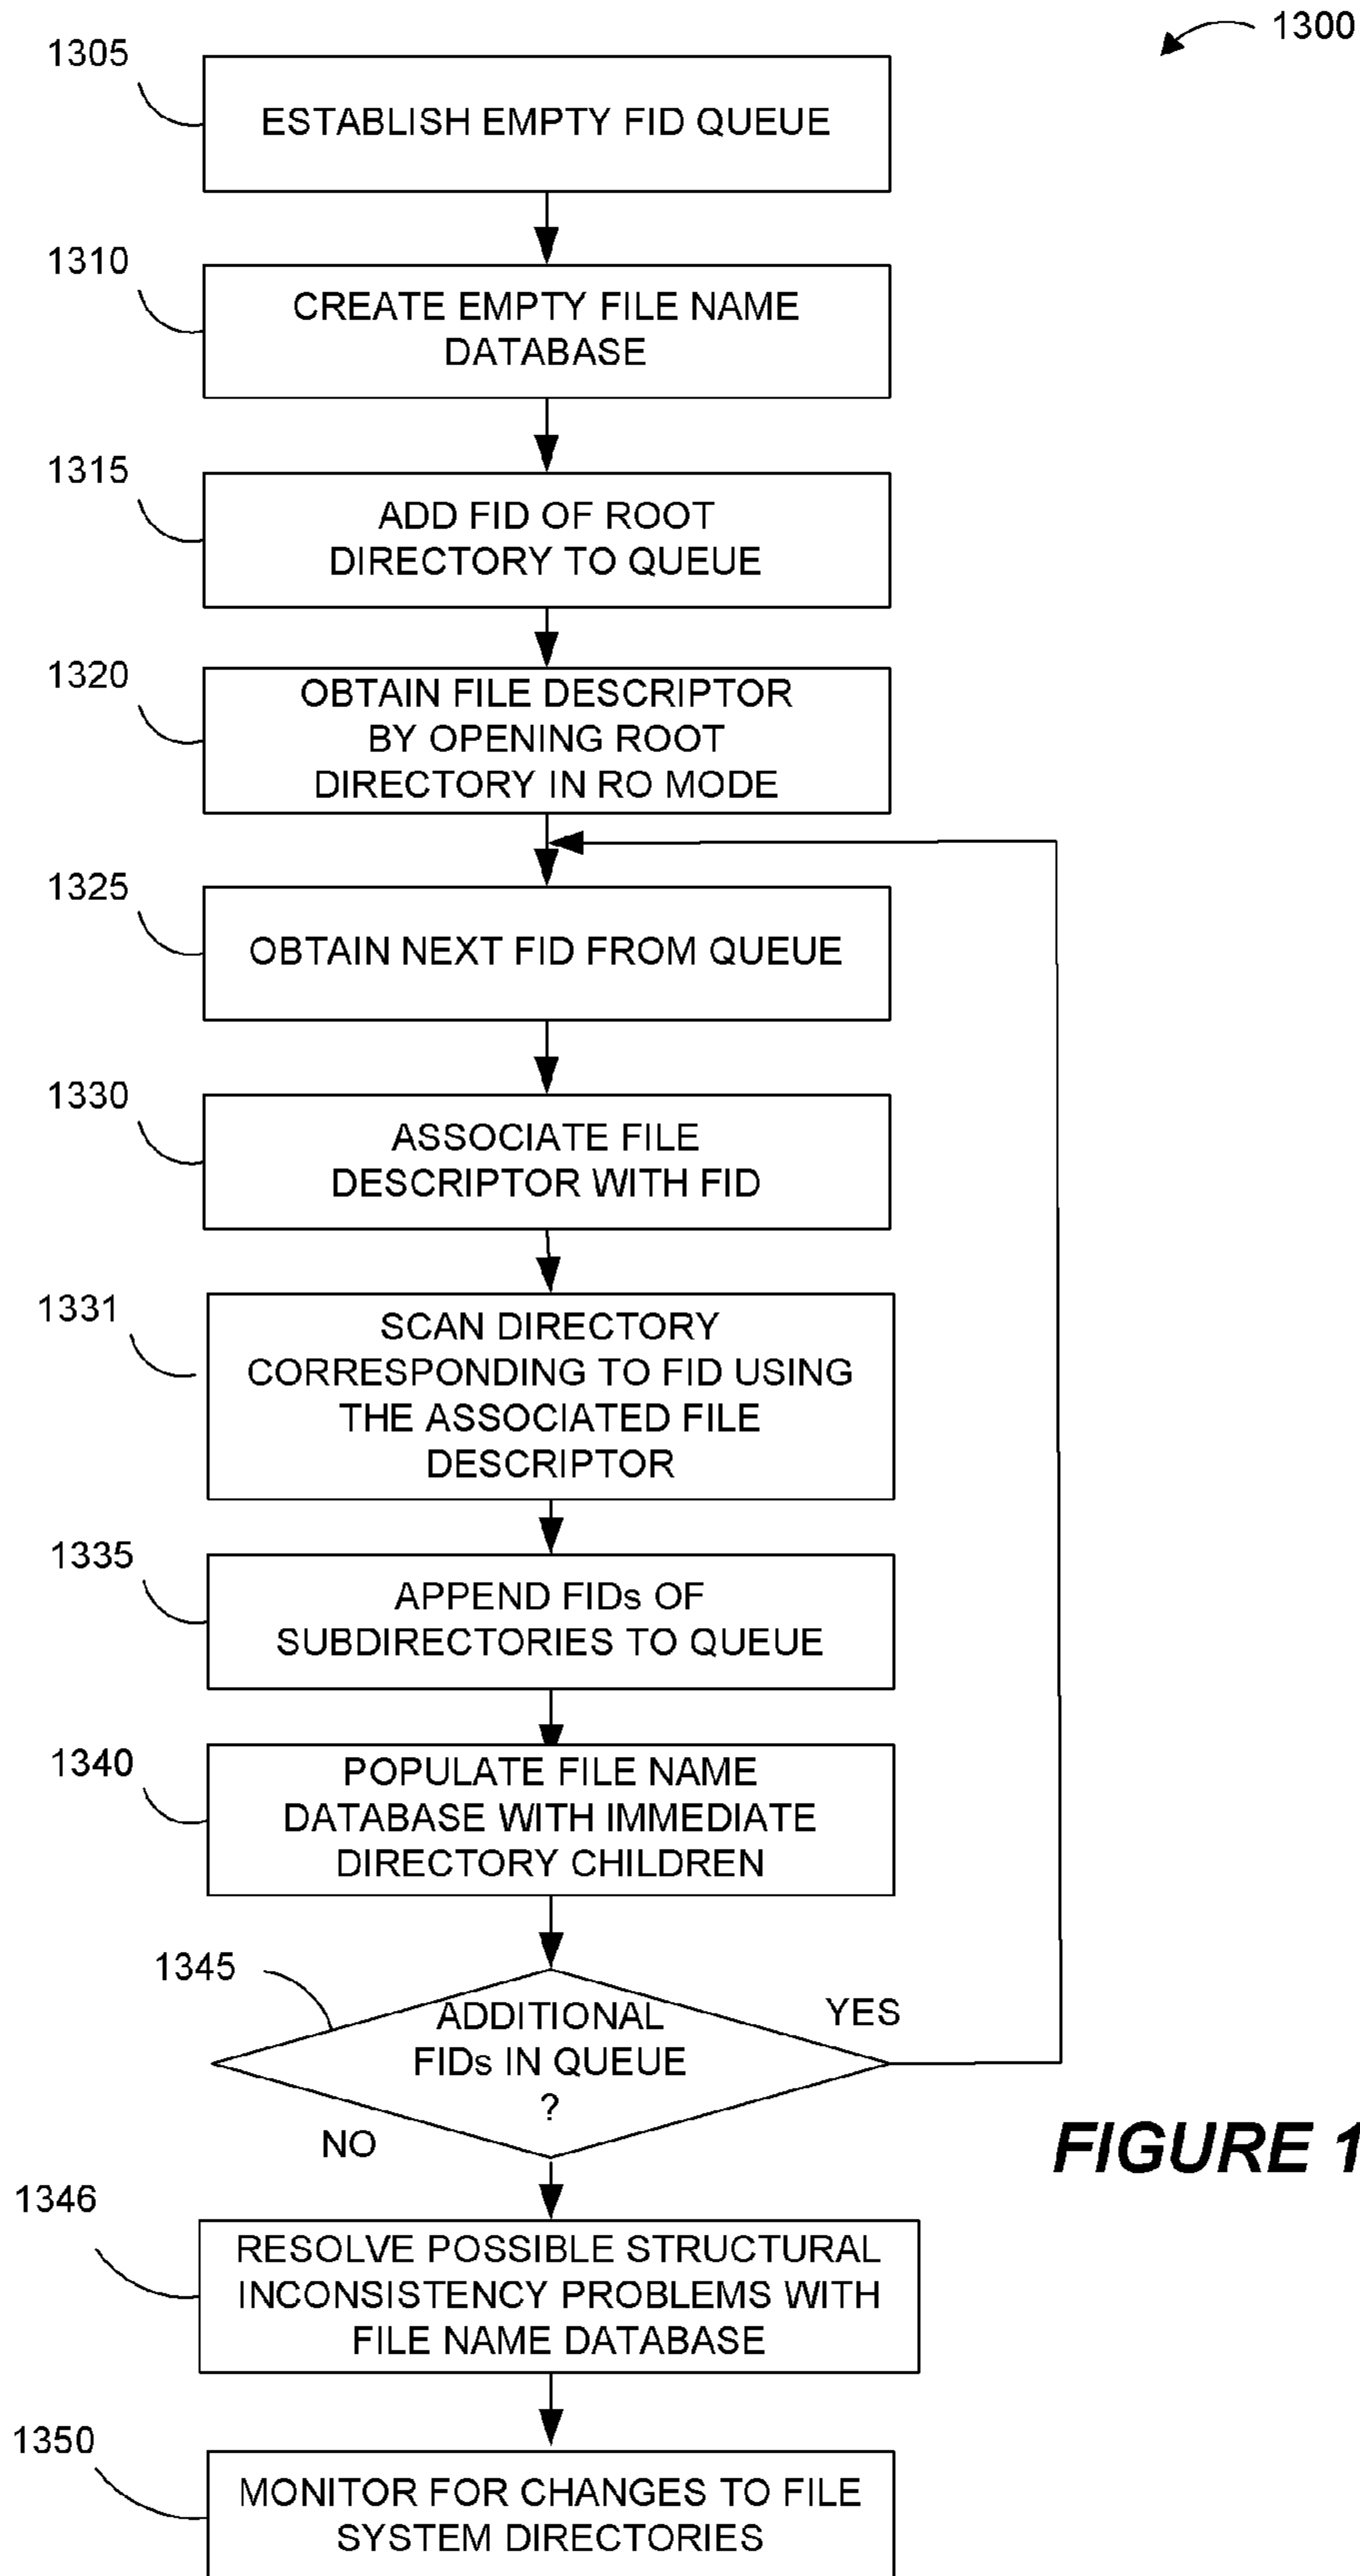 1300
1305
ESTABLISH EMPTY FID QUEUE
1310
CREATE EMPTY FILE NAME
DATABASE
1315
ADD FID OF ROOT
DIRECTORY TO QUEUE
1320
OBTAIN FILE DESCRIPTOR
BY OPENING ROOT
DIRECTORY IN RO MODE
1325
OBTAIN NEXT FID FROM QUEUE
1330
ASSOCIATE FILE
DESCRIPTOR WITH FID
1331
SCAN DIRECTORY
CORRESPONDING TO FID USING
THE ASSOCIATED FILE
DESCRIPTOR
1335
APPEND FIDs OF
SUBDIRECTORIES TO QUEUE
1340
POPULATE FILE NAME
DATABASE WITH IMMEDIATE
DIRECTORY CHILDREN
1345
ADDITIONAL
FIDs IN QUEUE
?
YES
NO
FIGURE 1
1346
RESOLVE POSSIBLE STRUCTURAL
INCONSISTENCY PROBLEMS WITH
FILE NAME DATABASE
1350
MONITOR FOR CHANGES TO FILE
SYSTEM DIRECTORIES